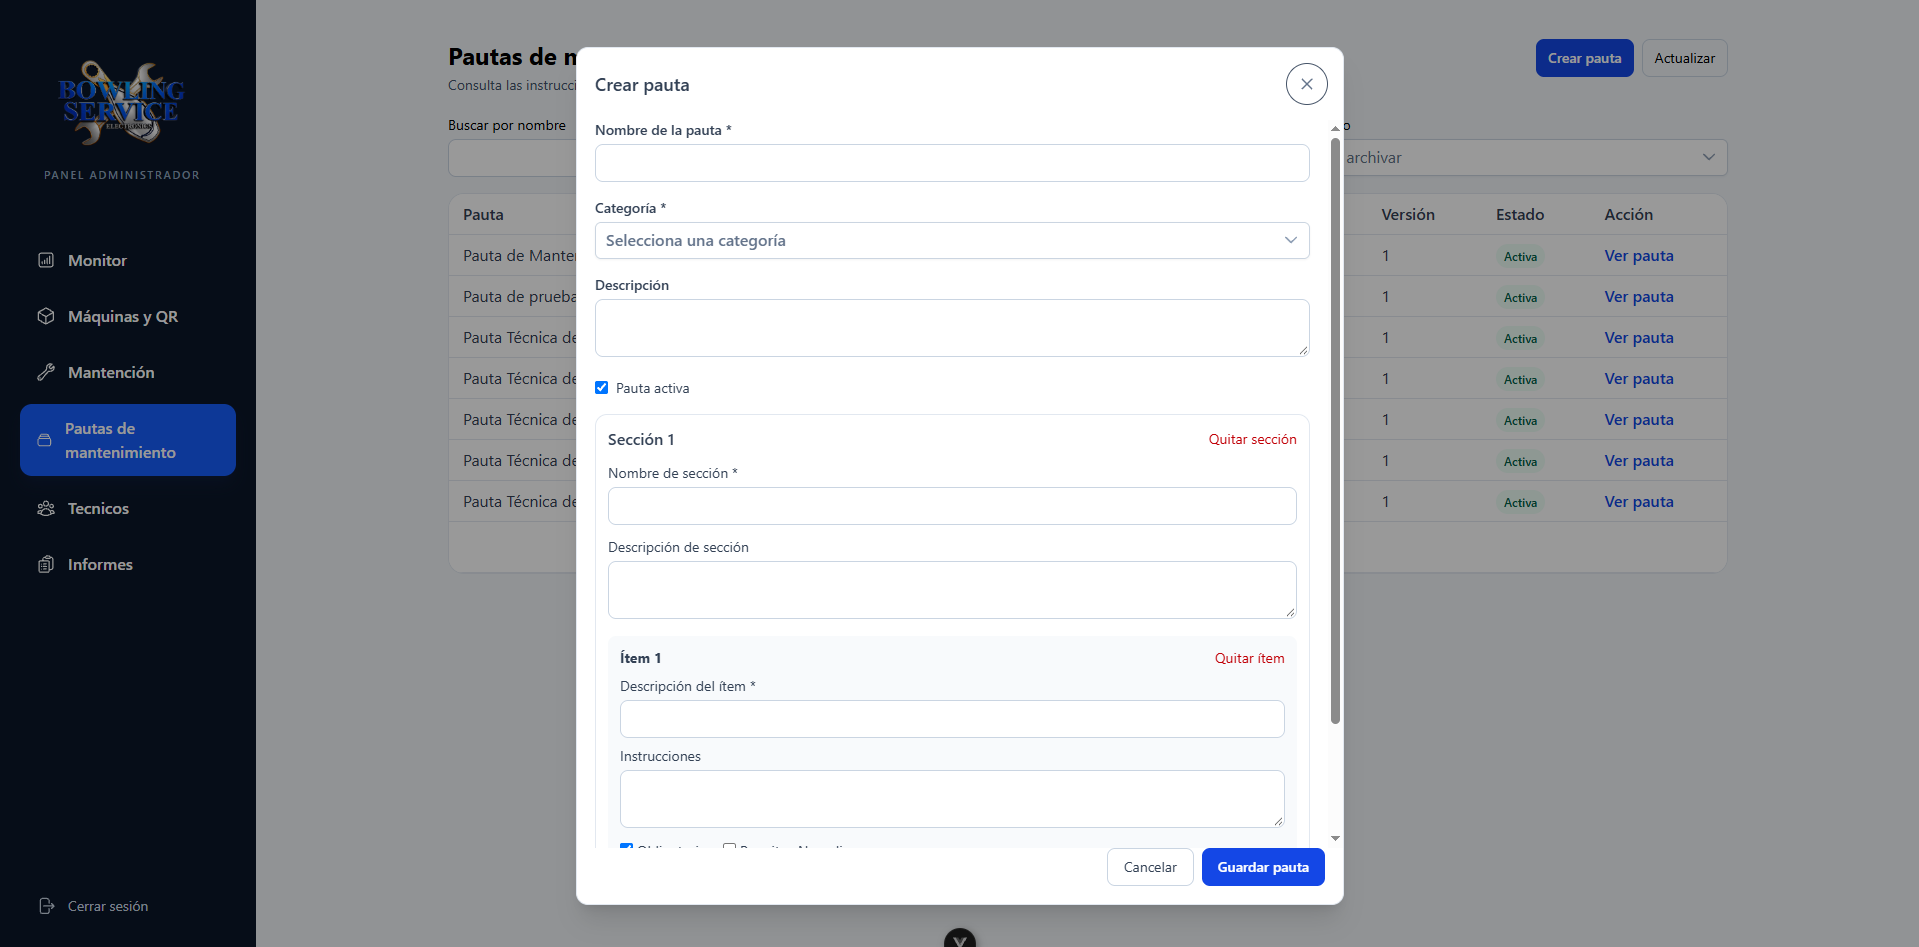 BOWLING
SERVICE
ELECTRONICS
PANEL ADMINISTRADOR
Monitor
Máquinas y QR
Mantención
Pautas de
mantenimiento
Tecnicos
Informes
Cerrar sesión
Pautas de m
Consulta las instrucci
Crear pauta
Actualizar
Buscar por nombre
o
archivar
Pauta
Versión
Estado
Acción
Pauta de Manten
1
Activa
Ver pauta
Pauta de prueba
1
Activa
Ver pauta
Pauta Técnica de
1
Activa
Ver pauta
Pauta Técnica de
1
Activa
Ver pauta
Pauta Técnica de
1
Activa
Ver pauta
Pauta Técnica de
1
Activa
Ver pauta
Pauta Técnica de
1
Activa
Ver pauta
Crear pauta
Nombre de la pauta *
Categoría *
Selecciona una categoría
Descripción
Pauta activa
Sección 1
Quitar sección
Nombre de sección *
Descripción de sección
Ítem 1
Quitar ítem
Descripción del ítem *
Instrucciones
Cancelar
Guardar pauta